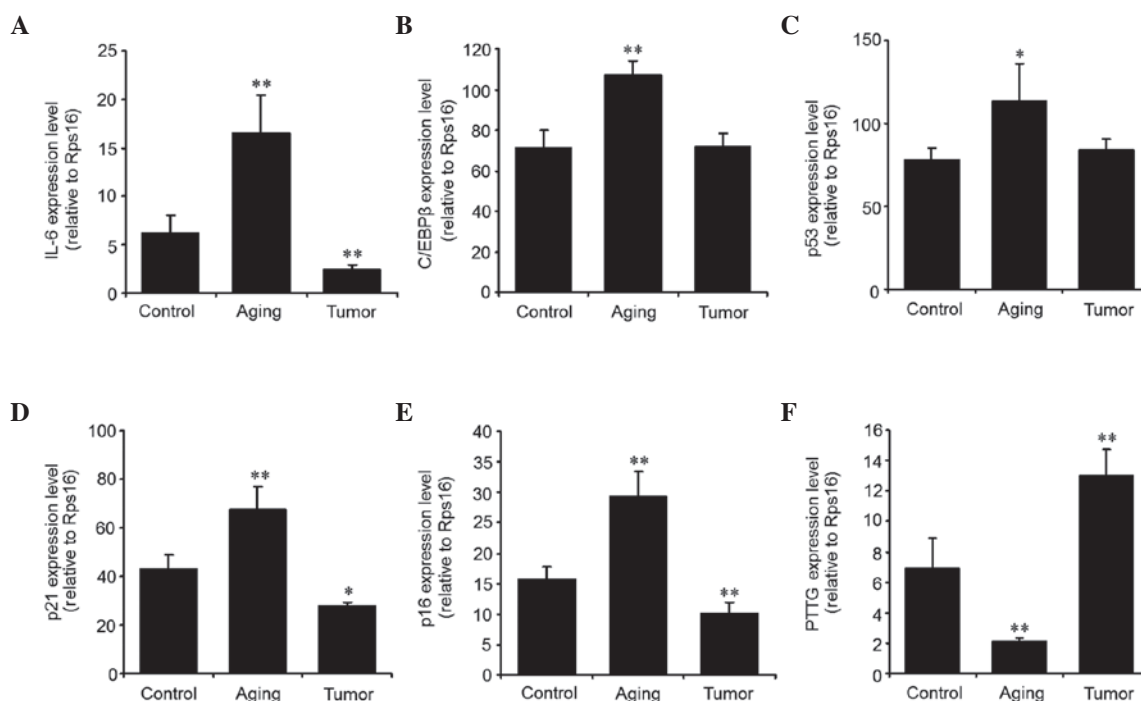 A
IL-6 expression level
(relative to Rps16)
25
20
15
10
5
0
**
**
Control Aging Tumor
B
C/EBPβ expression level
(relative to Rps16)
120
100
80
60
40
20
0
**
Control Aging Tumor
C
p53 expression level
(relative to Rps16)
150
100
50
0
*
Control Aging Tumor
D
p21 expression level
(relative to Rps16)
100
80
60
40
20
0
**
*
Control Aging Tumor
E
p16 expression level
(relative to Rps16)
40
35
30
25
20
15
10
5
0
**
**
Control Aging Tumor
F
PTTG expression level
(relative to Rps16)
16
14
12
10
8
6
4
2
0
**
**
Control Aging Tumor